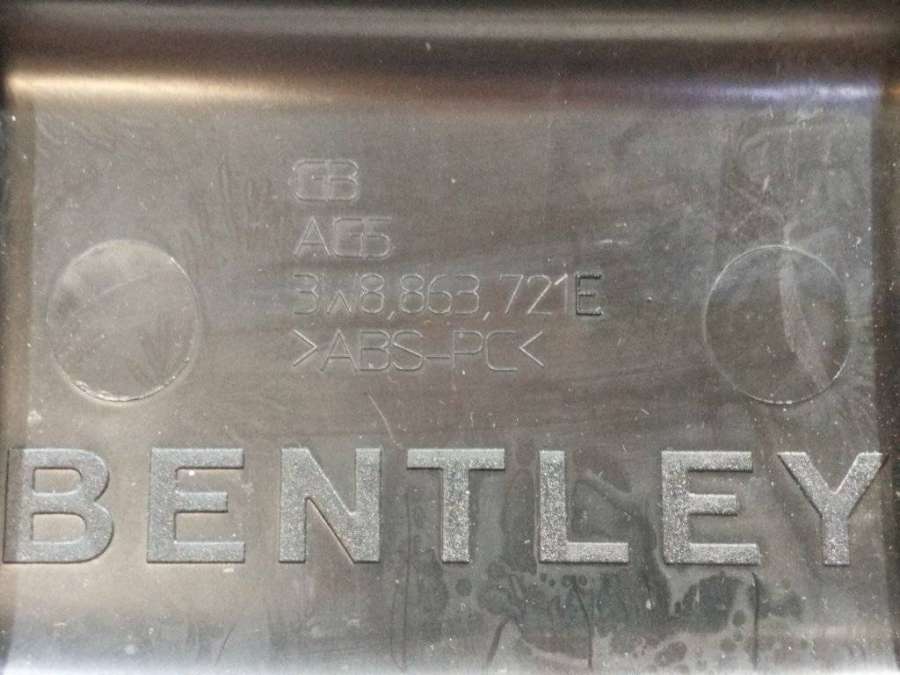 GB
AG5
3W8,863,721E
>ABS-PC<
BENTLEY